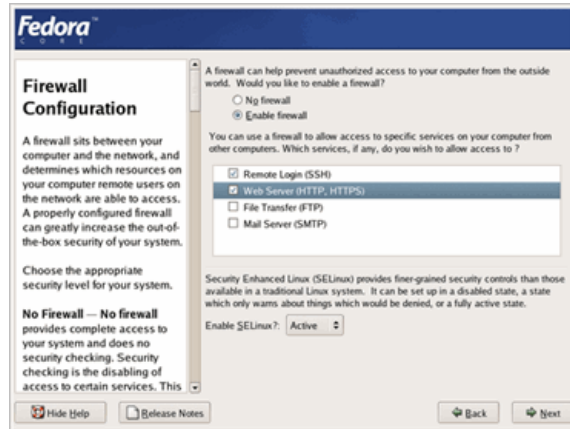 Fedora
CORE
Firewall
Configuration
A firewall sits between your
computer and the network, and
determines which resources on
your computer remote users on
the network are able to access.
A properly configured firewall
can greatly increase the out-of-
the-box security of your system.
Choose the appropriate
security level for your system.
No Firewall — No firewall
provides complete access to
your system and does no
security checking. Security
checking is the disabling of
access to certain services. This
A firewall can help prevent unauthorized access to your computer from the outside
world. Would you like to enable a firewall?
No firewall
Enable firewall
You can use a firewall to allow access to specific services on your computer from
other computers. Which services, if any, do you wish to allow access to ?
Remote Login (SSH)
Web Server (HTTP, HTTPS)
File Transfer (FTP)
Mail Server (SMTP)
Security Enhanced Linux (SELinux) provides finer-grained security controls than those
available in a traditional Linux system. It can be set up in a disabled state, a state
which only warns about things which would be denied, or a fully active state.
Enable SELinux?: Active
Hide Help
Release Notes
Back
Next